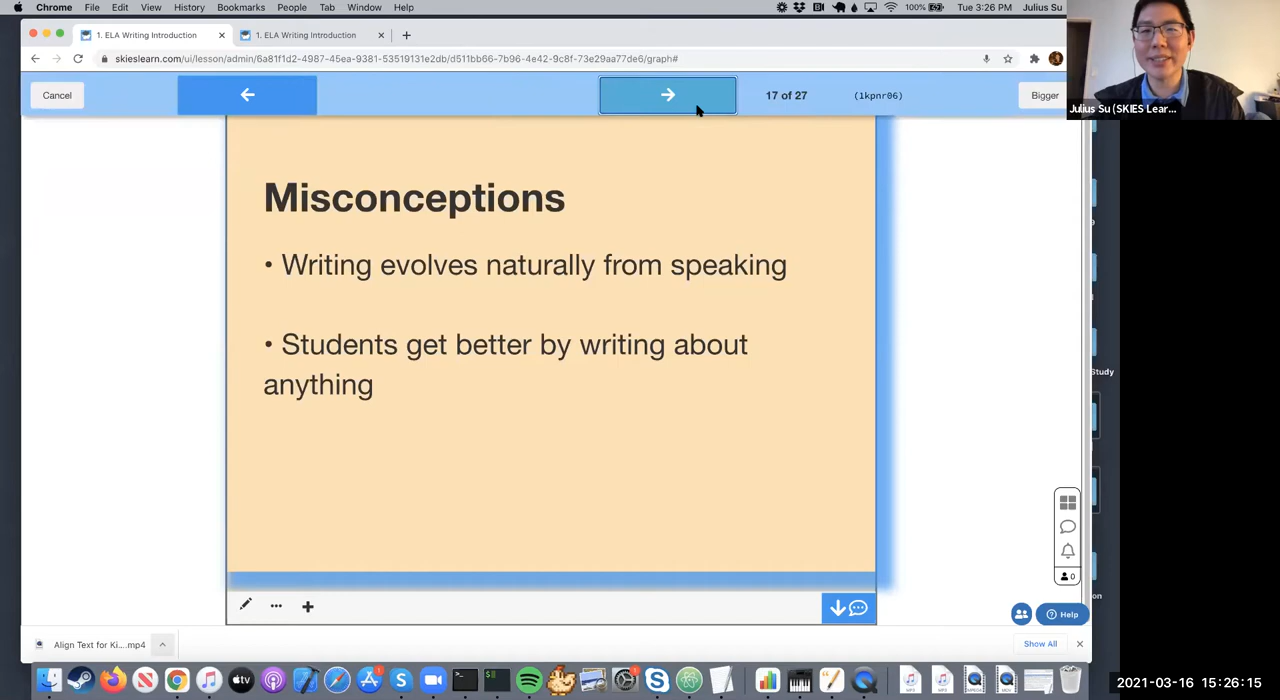 Chrome File Edit View History Bookmarks People Tab Window Help 100% Tue 3:26 PM Julius Su
1. ELA Writing Introduction 1. ELA Writing Introduction
skieslearn.com/ui/lesson/admin/6a81f1d2-4987-45ea-9381-53519131e2db/d511bb66-7b96-4e42-9c8f-73e29aa77de6/graph#
Cancel 17 of 27 (1kpnr06) Bigger
Julius Su (SKIES Lear...
Misconceptions
• Writing evolves naturally from speaking
• Students get better by writing about
anything
Study
0
on
Help
Align Text for Ki....mp4 Show All
tv
2021-03-16 15:26:15